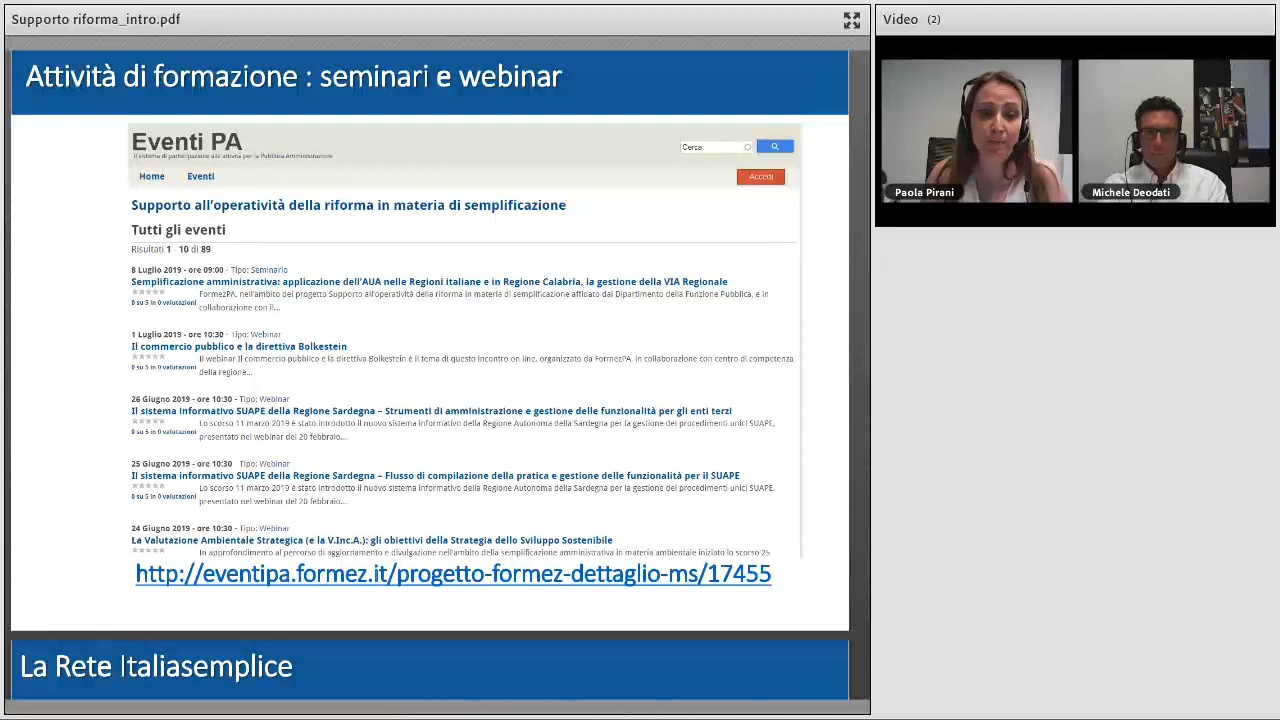 Supporto riforma_intro.pdf
Video (2)
Attività di formazione : seminari e webinar
Eventi PA
Il sistema di partecipazione alle attività per la Pubblica Amministrazione
Cerca
Home Eventi
Accedi
Supporto all'operatività della riforma in materia di semplificazione
Tutti gli eventi
Risultati 1 - 10 di 89
8 Luglio 2019 - ore 09:00 - Tipo: Seminario
Semplificazione amministrativa: applicazione dell'AUA nelle Regioni italiane e in Regione Calabria, la gestione della VIA Regionale
FormezPA, nell'ambito del progetto Supporto all'operatività della riforma in materia di semplificazione affidato dal Dipartimento della Funzione Pubblica, e in
0 su 5 in 0 valutazioni collaborazione con il...
1 Luglio 2019 - ore 10:30 - Tipo: Webinar
Il commercio pubblico e la direttiva Bolkestein
Il webinar Il commercio pubblico e la direttiva Bolkestein è il tema di questo incontro on line, organizzato da FormezPA, in collaborazione con centro di competenza
0 su 5 in 0 valutazioni della regione...
26 Giugno 2019 - ore 10:30 - Tipo: Webinar
Il sistema informativo SUAPE della Regione Sardegna – Strumenti di amministrazione e gestione delle funzionalità per gli enti terzi
Lo scorso 11 marzo 2019 è stato introdotto il nuovo sistema informativo della Regione Autonoma della Sardegna per la gestione dei procedimenti unici SUAPE,
0 su 5 in 0 valutazioni presentato nel webinar del 20 febbraio...
25 Giugno 2019 - ore 10:30 - Tipo: Webinar
Il sistema informativo SUAPE della Regione Sardegna – Flusso di compilazione della pratica e gestione delle funzionalità per il SUAPE
Lo scorso 11 marzo 2019 è stato introdotto il nuovo sistema informativo della Regione Autonoma della Sardegna per la gestione dei procedimenti unici SUAPE,
0 su 5 in 0 valutazioni presentato nel webinar del 20 febbraio...
24 Giugno 2019 - ore 10:30 - Tipo: Webinar
La Valutazione Ambientale Strategica (e la V.Inc.A.): gli obiettivi della Strategia dello Sviluppo Sostenibile
In approfondimento al percorso di aggiornamento e divulgazione nell'ambito della semplificazione amministrativa in materia ambientale iniziato lo scorso 25
http://eventipa.formez.it/progetto-formez-dettaglio-ms/17455
La Rete Italiasemplice
Paola Pirani
Michele Deodati